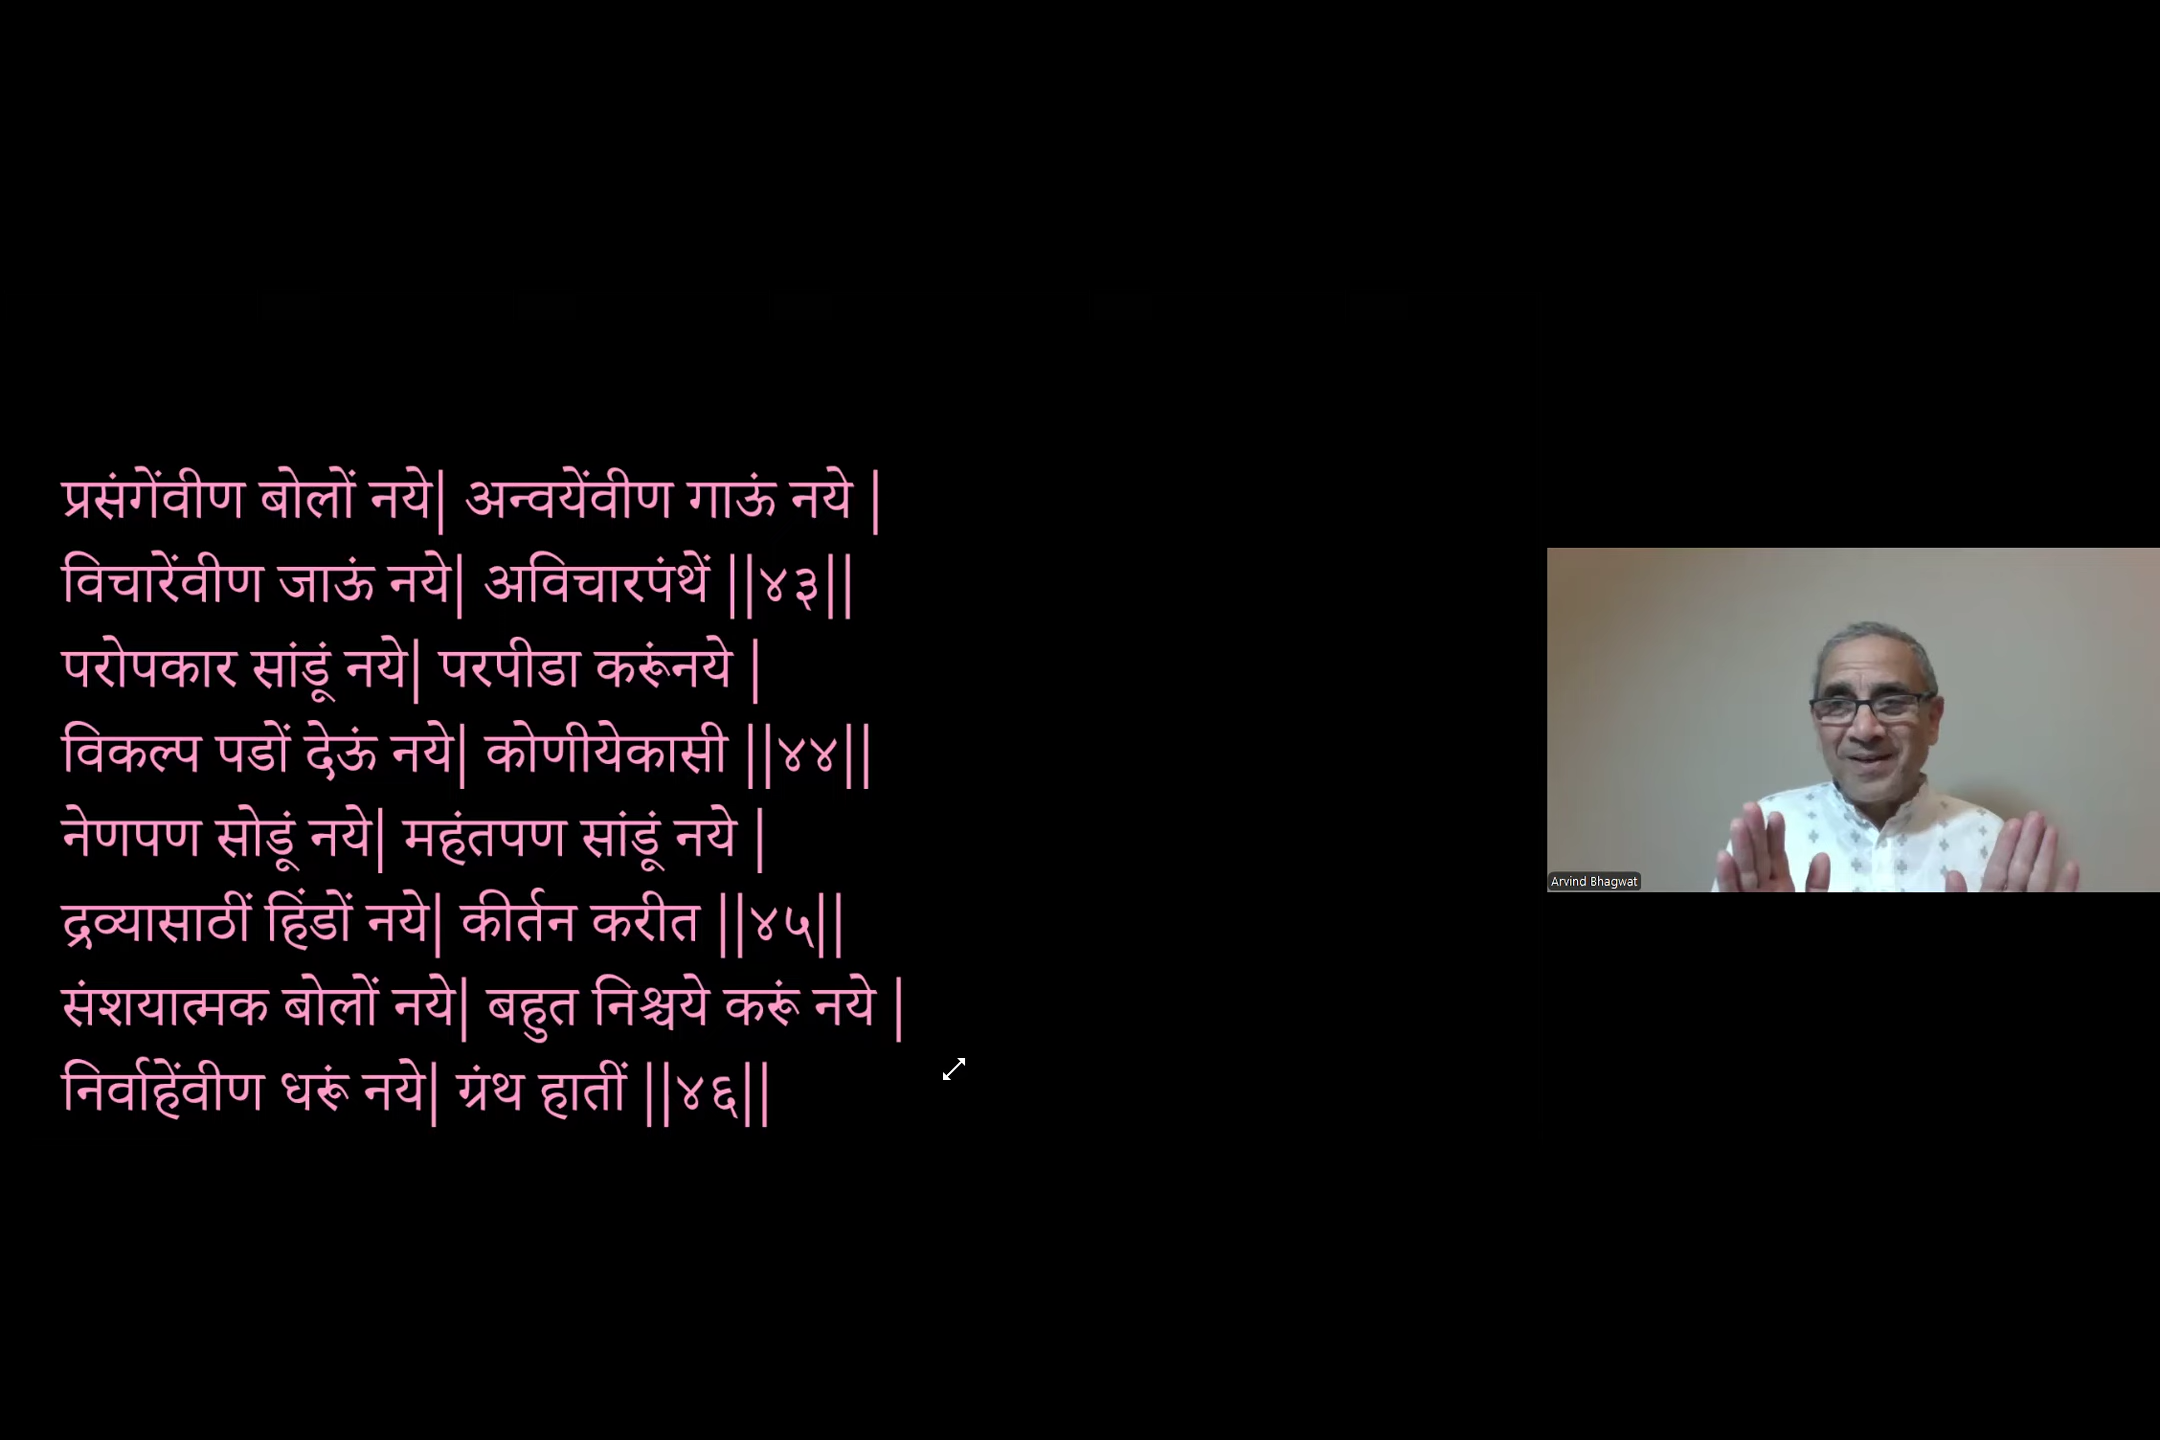 प्रसंगेंवीण बोलों नये| अन्वयेंवीण गाऊं नये |
विचारेंवीण जाऊं नये| अविचारपंथें ||४३||
परोपकार सांडूं नये| परपीडा करूंनये |
विकल्प पडों देऊं नये| कोणीयेकासी ||४४||
नेणपण सोडूं नये| महंतपण सांडूं नये |
द्रव्यासाठीं हिंडों नये| कीर्तन करीत ||४५||
संशयात्मक बोलों नये| बहुत निश्चये करूं नये |
निर्वाहेंवीण धरूं नये| ग्रंथ हातीं ||४६||
Arvind Bhagwat